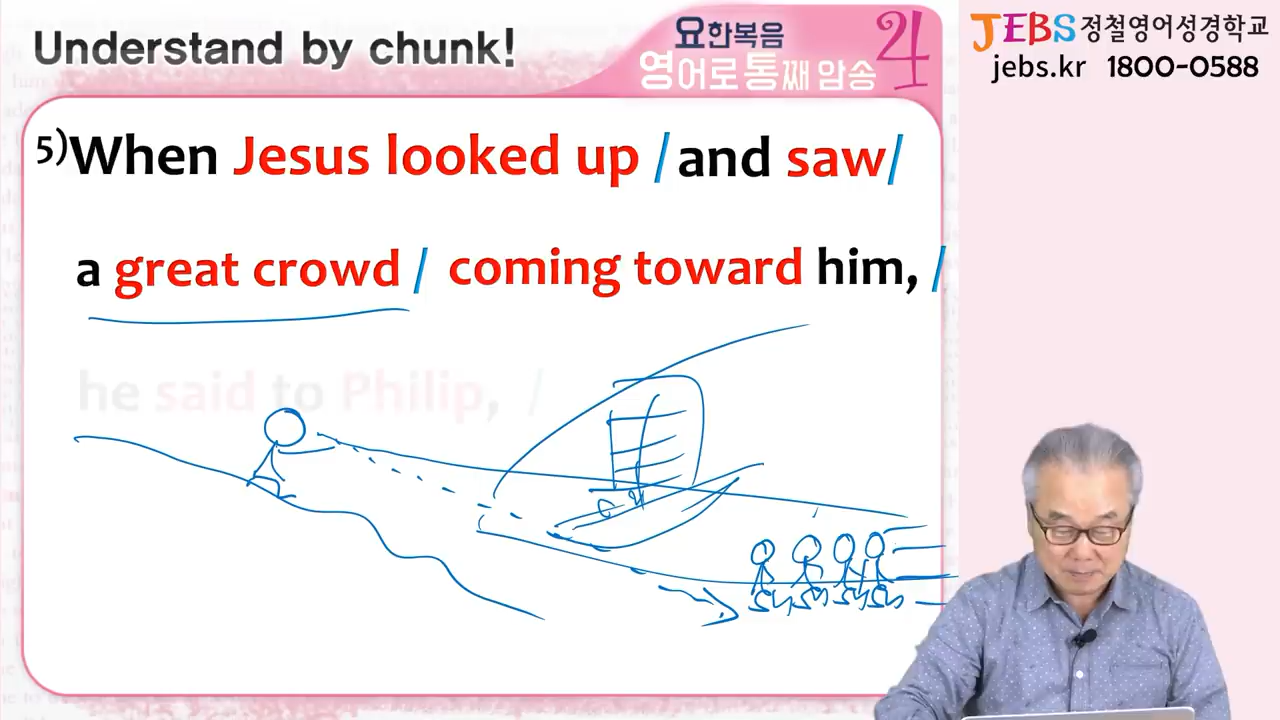 Understand by chunk!
요한복음
영어로 통째 암송
4
JEBS 정철영어성경학교
jebs.kr 1800-0588
5)When Jesus looked up / and saw/
a great crowd / coming toward him, /
he said to Philip, /